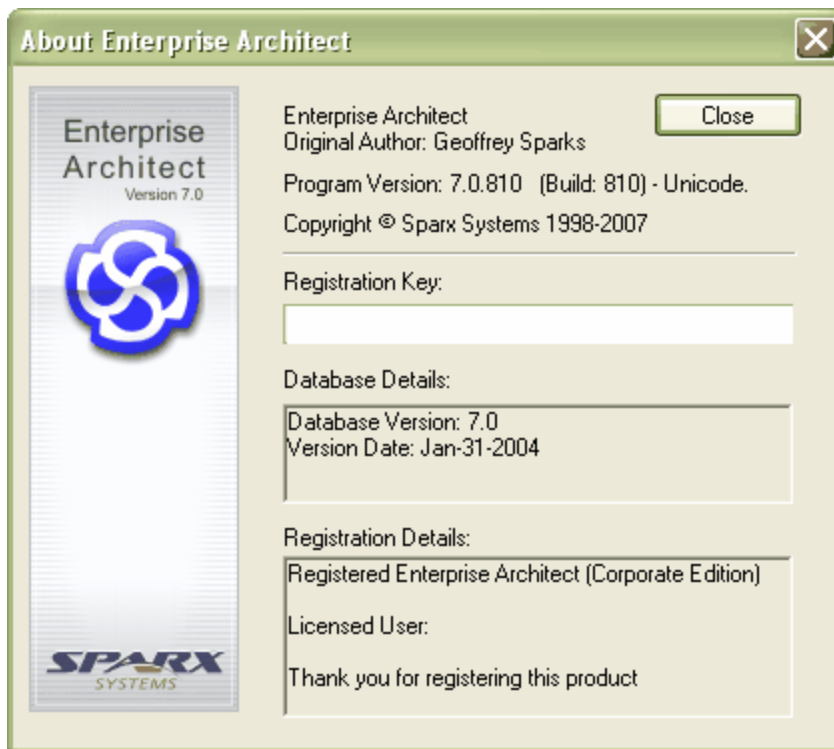 About Enterprise Architect
Enterprise
Architect
Version 7.0
SPARX
SYSTEMS
Enterprise Architect
Close
Original Author: Geoffrey Sparks
Program Version: 7.0.810 (Build: 810) - Unicode.
Copyright © Sparx Systems 1998-2007
Registration Key:
Database Details:
Database Version: 7.0
Version Date: Jan-31-2004
Registration Details:
Registered Enterprise Architect (Corporate Edition)
Licensed User:
Thank you for registering this product